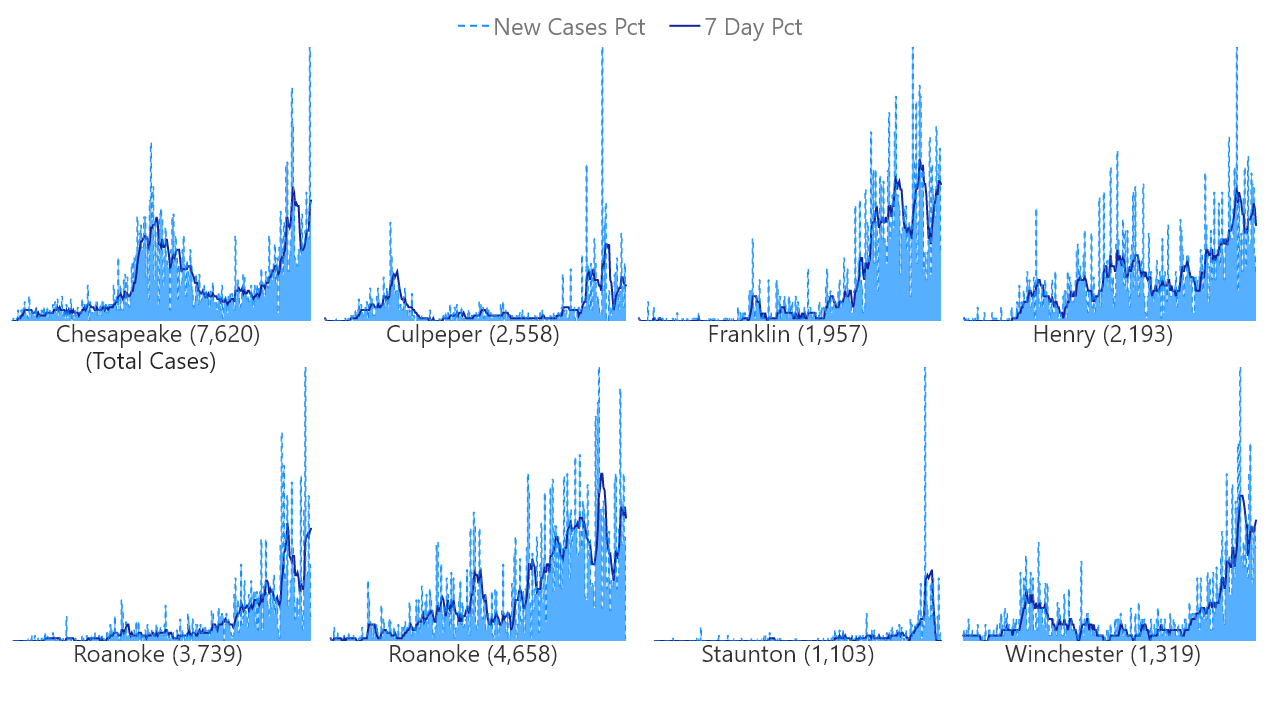 New Cases Pct 7 Day Pct
Chesapeake (7,620) Culpeper (2,558) Franklin (1,957) Henry (2,193)
(Total Cases)
Roanoke (3,739) Roanoke (4,658) Staunton (1,103) Winchester (1,319)